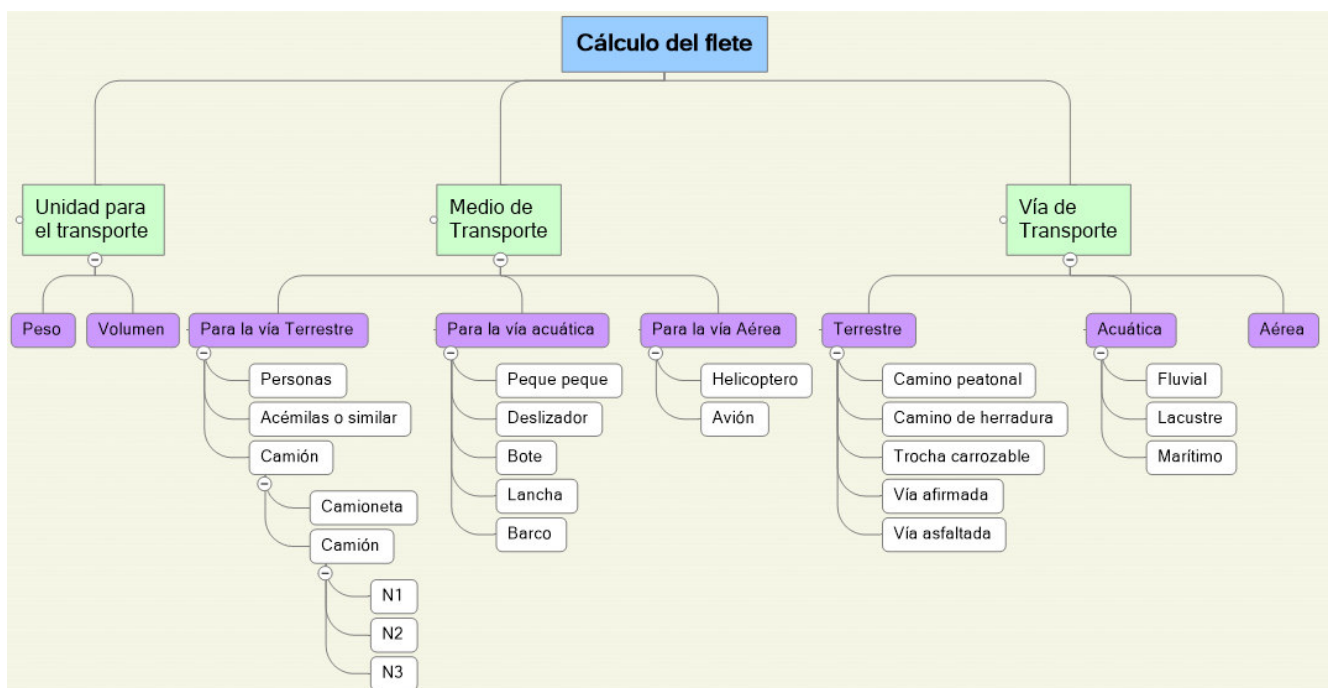 Cálculo del flete
Unidad para
el transporte
Medio de
Transporte
Vía de
Transporte
Peso
Volumen
Para la vía Terrestre
Para la vía acuática
Para la vía Aérea
Terrestre
Acuática
Aérea
Personas
Acémilas o similar
Camión
Camioneta
Camión
N1
N2
N3
Peque peque
Deslizador
Bote
Lancha
Barco
Helicoptero
Avión
Camino peatonal
Camino de herradura
Trocha carrozable
Vía afirmada
Vía asfaltada
Fluvial
Lacustre
Marítimo